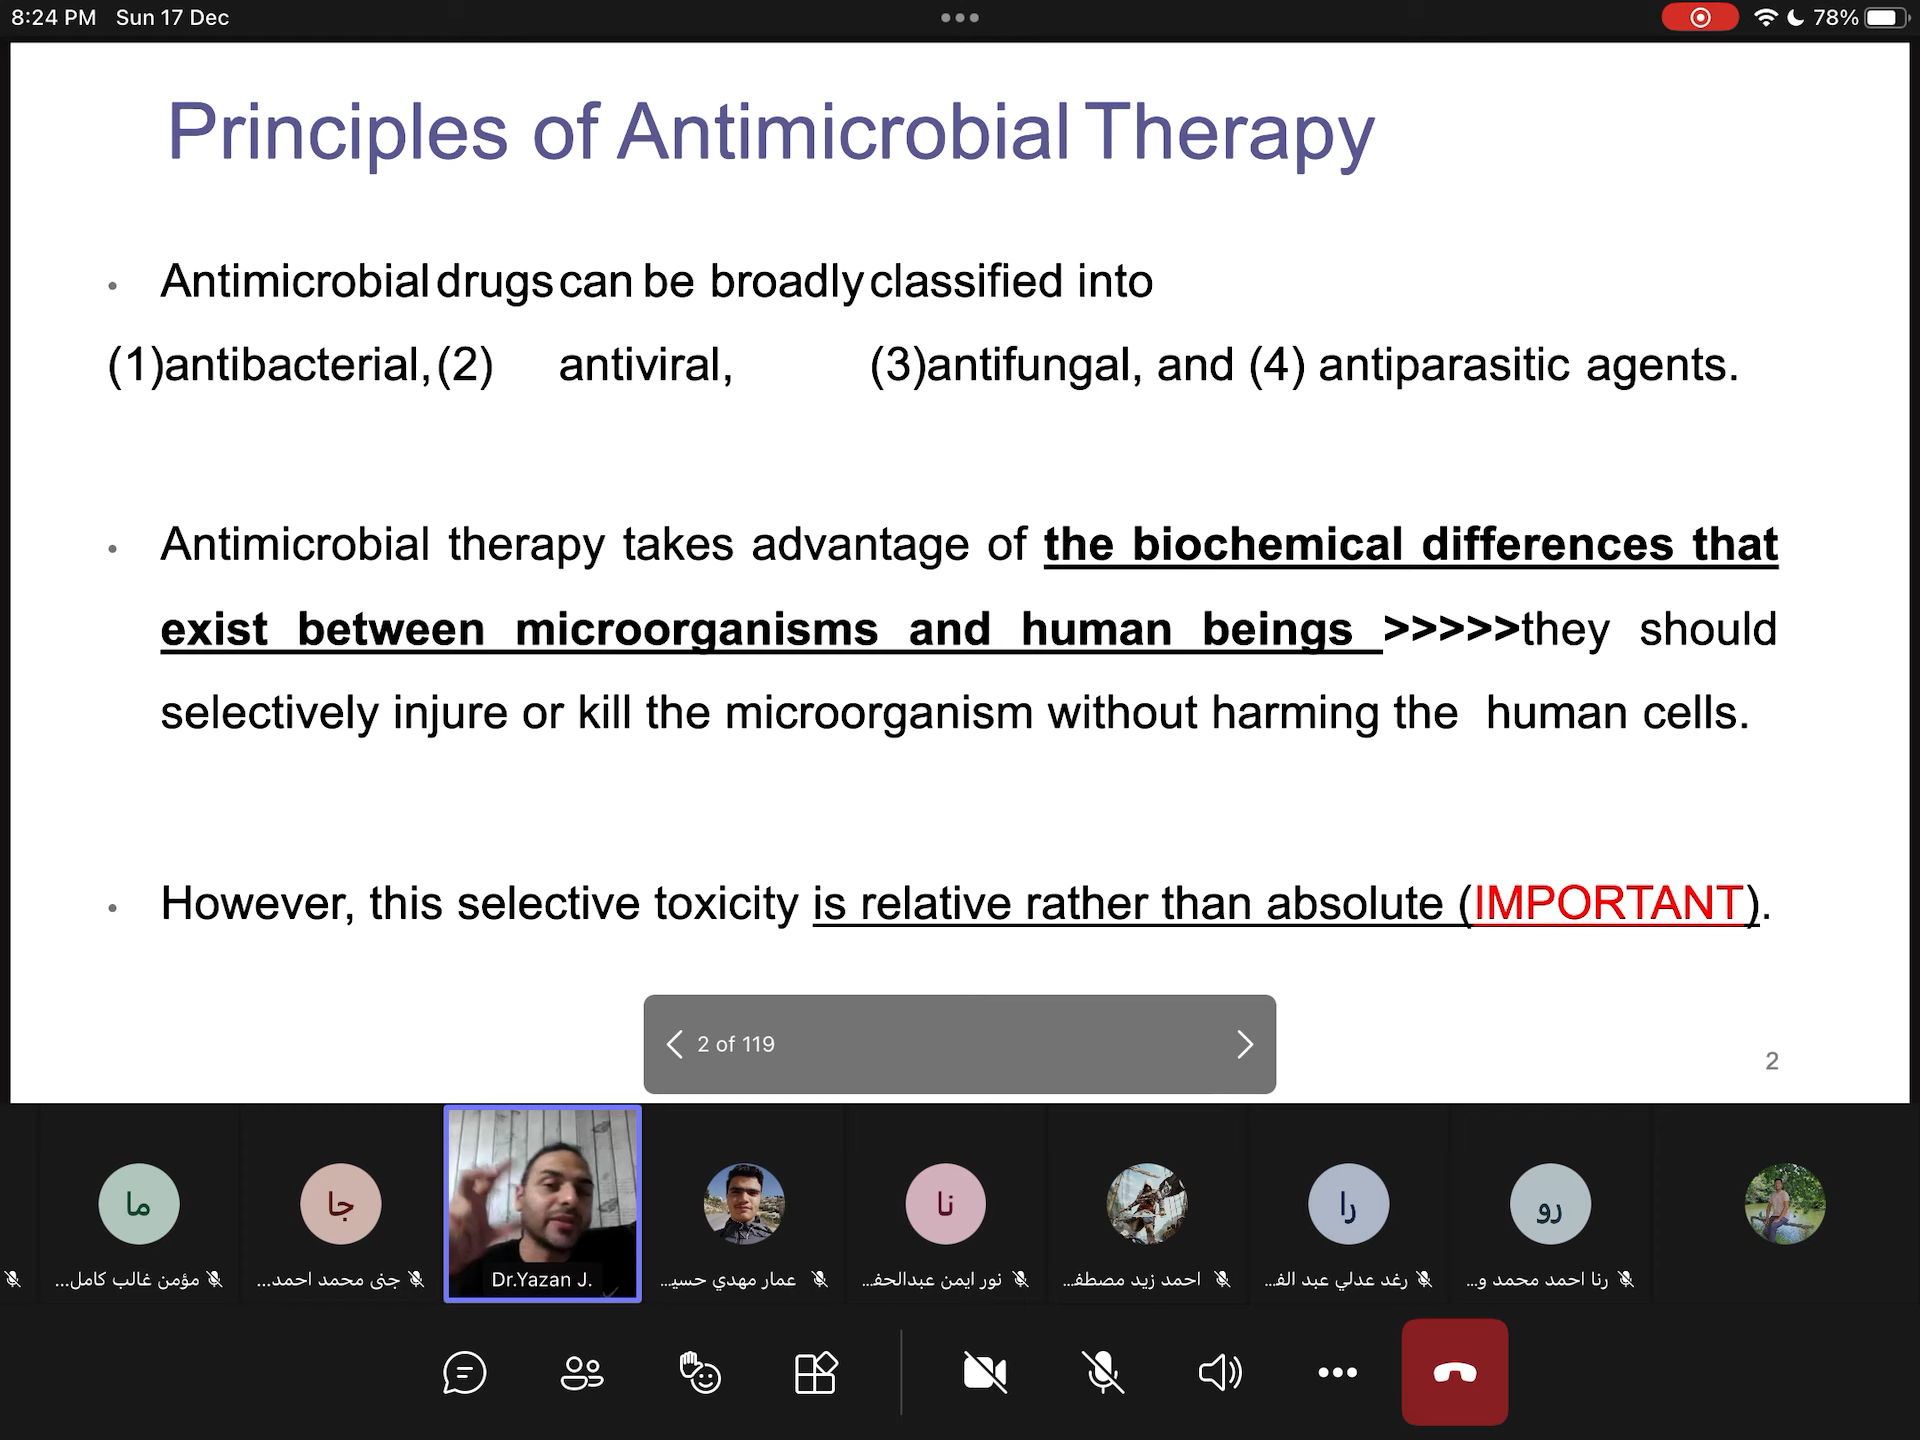 8:24 PM Sun 17 Dec
78%
Principles of Antimicrobial Therapy
• Antimicrobial drugs can be broadly classified into
(1)antibacterial, (2) antiviral, (3)antifungal, and (4) antiparasitic agents.
• Antimicrobial therapy takes advantage of the biochemical differences that
exist between microorganisms and human beings >>>>>they should
selectively injure or kill the microorganism without harming the human cells.
• However, this selective toxicity is relative rather than absolute (IMPORTANT).
2 of 119
2
ما
جا
نا
را
رو
مؤمن غالب كامل...
جنى محمد احمد...
Dr.Yazan J.
عمار مهدي حسيـ...
نور ايمن عبدالحفـ...
احمد زيد مصطفـ...
رغد عدلي عبد الفـ...
رنا احمد محمد و...